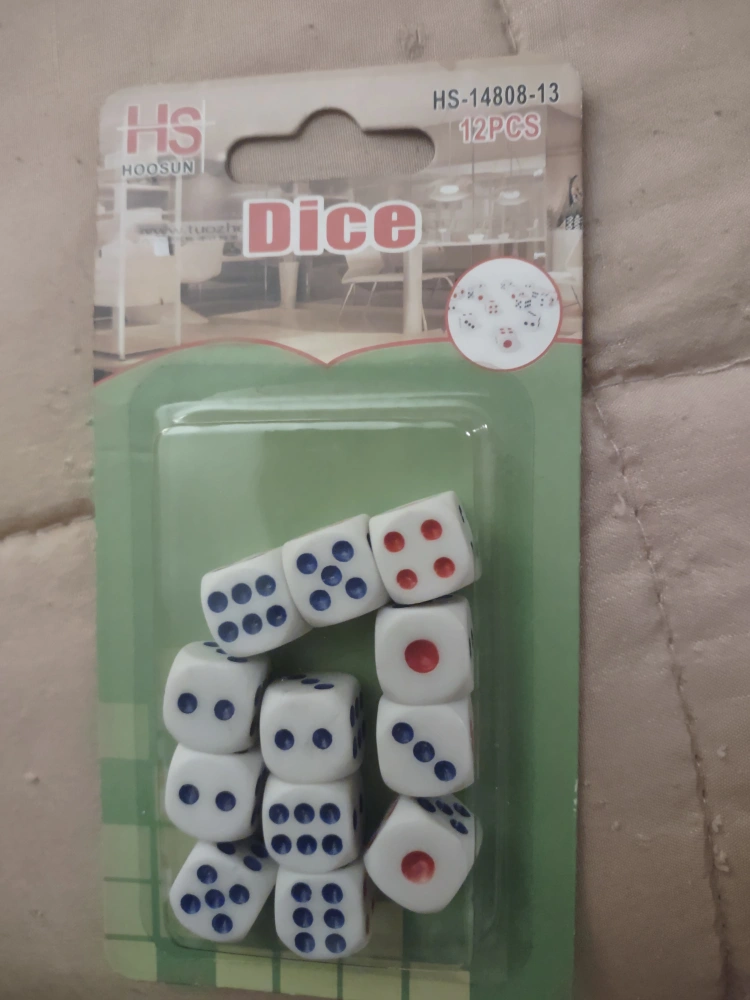 HS-14808-13
12PCS
HS
HOOSUN
Dice